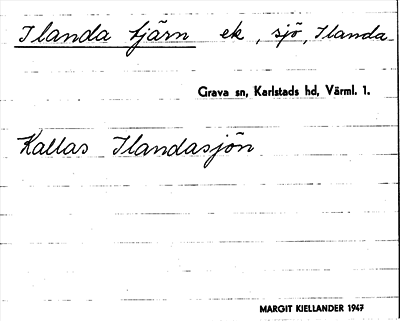 Ilanda tjärn ek, sjö, Ilanda
Grava sn, Karlstads hd, Värml. l.
Kallas Ilandasjön
MARGIT KIELLANDER 1947